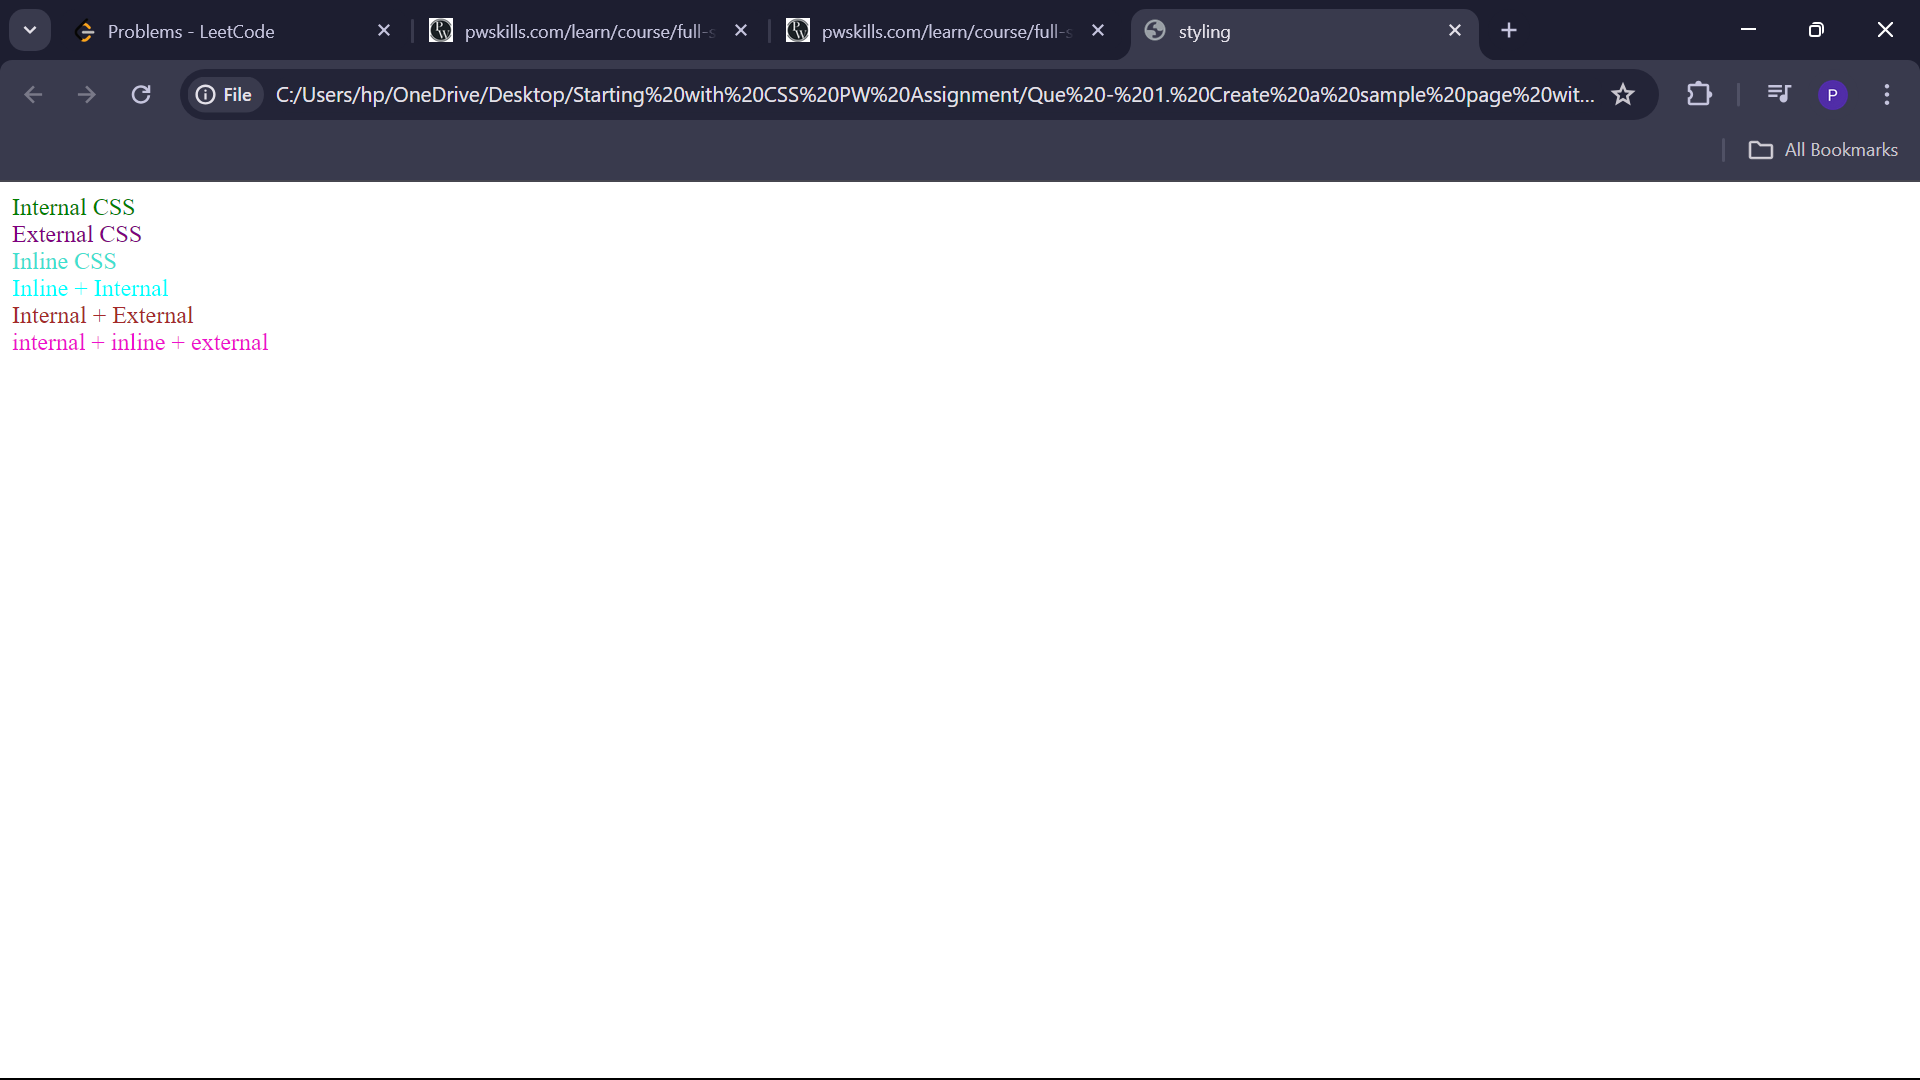 Problems - LeetCode
pwskills.com/learn/course/full-s
pwskills.com/learn/course/full-s
styling
File
C:/Users/hp/OneDrive/Desktop/Starting%20with%20CSS%20PW%20Assignment/Que%20-%201.%20Create%20a%20sample%20page%20wit...
P
All Bookmarks
Internal CSS
External CSS
Inline CSS
Inline + Internal
Internal + External
internal + inline + external